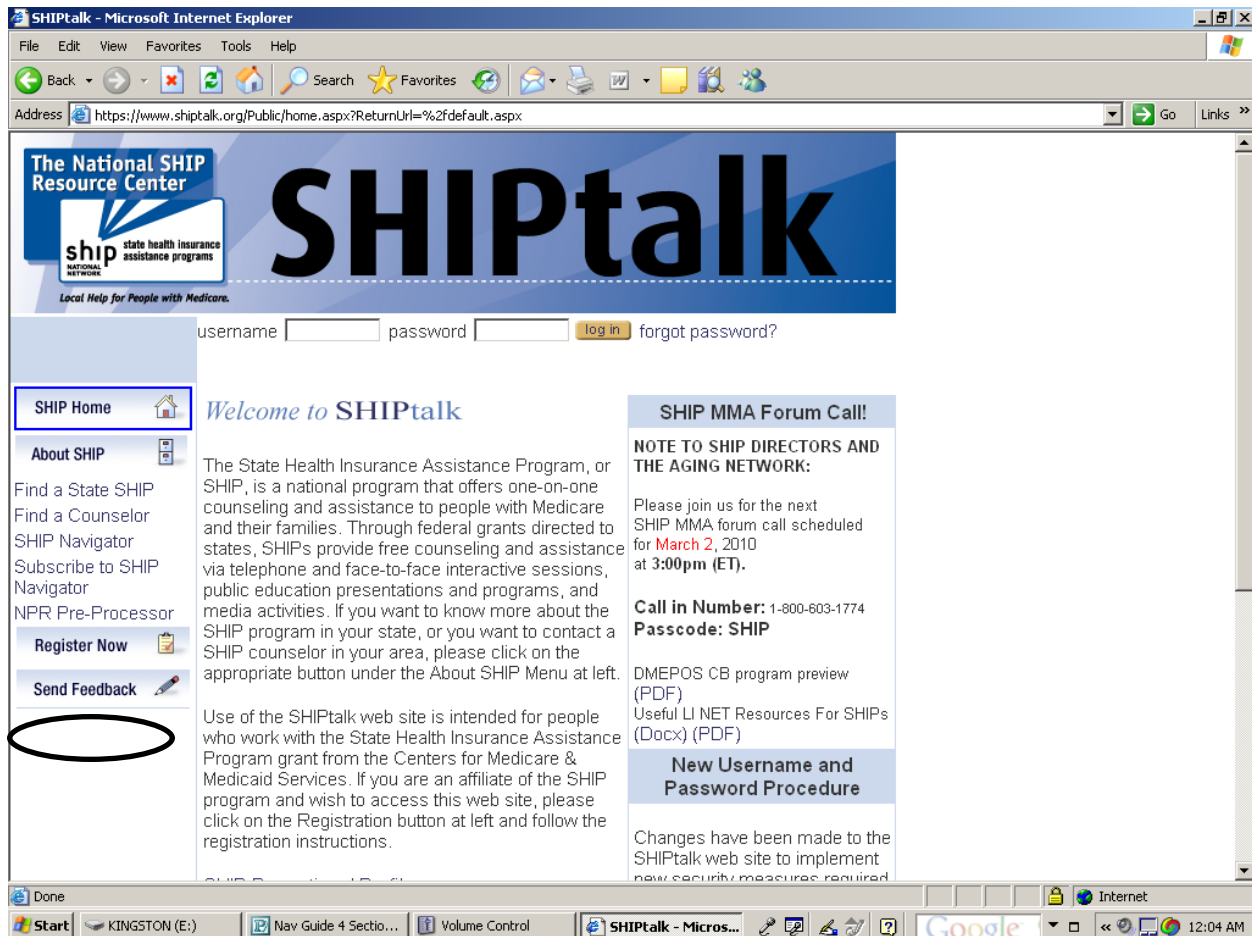 SHIPtalk - Microsoft Internet Explorer
File Edit View Favorites Tools Help
Back Search Favorites
Address https://www.shiptalk.org/Public/home.aspx?ReturnUrl=%2fdefault.aspx Go Links »
The National SHIP
Resource Center
ship state health insurance
assistance programs
NATIONAL
NETWORK
Local Help for People with Medicare.
SHIPtalk
username password log in forgot password?
SHIP Home
About SHIP
Find a State SHIP
Find a Counselor
SHIP Navigator
Subscribe to SHIP
Navigator
NPR Pre-Processor
Register Now
Send Feedback
Welcome to SHIPtalk
The State Health Insurance Assistance Program, or
SHIP, is a national program that offers one-on-one
counseling and assistance to people with Medicare
and their families. Through federal grants directed to
states, SHIPs provide free counseling and assistance
via telephone and face-to-face interactive sessions,
public education presentations and programs, and
media activities. If you want to know more about the
SHIP program in your state, or you want to contact a
SHIP counselor in your area, please click on the
appropriate button under the About SHIP Menu at left.
Use of the SHIPtalk web site is intended for people
who work with the State Health Insurance Assistance
Program grant from the Centers for Medicare &
Medicaid Services. If you are an affiliate of the SHIP
program and wish to access this web site, please
click on the Registration button at left and follow the
registration instructions.
SHIP MMA Forum Call!
NOTE TO SHIP DIRECTORS AND
THE AGING NETWORK:
Please join us for the next
SHIP MMA forum call scheduled
for March 2, 2010
at 3:00pm (ET).
Call in Number: 1-800-603-1774
Passcode: SHIP
DMEPOS CB program preview
(PDF)
Useful LI NET Resources For SHIPs
(Docx) (PDF)
New Username and
Password Procedure
Changes have been made to the
SHIPtalk web site to implement
new security measures required
Done Internet
Start KINGSTON (E:) Nav Guide 4 Sectio... Volume Control SHIPtalk - Micros... Google « 12:04 AM